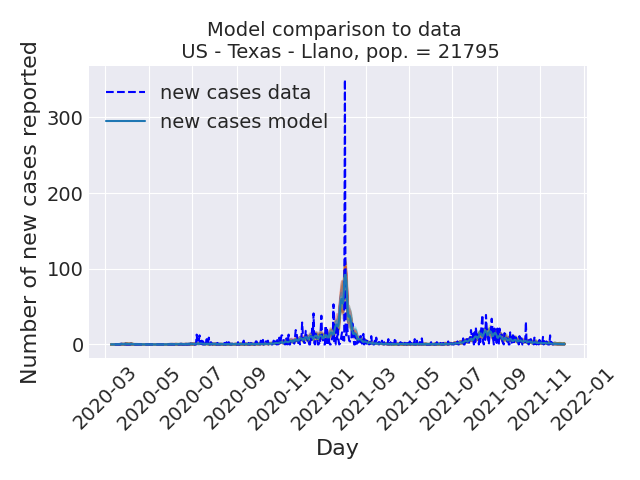 Model comparison to data
US - Texas - Llano, pop. = 21795
Number of new cases reported
new cases data
new cases model
300
200
100
0
2020-03
2020-05
2020-07
2020-09
2020-11
2021-01
2021-03
2021-05
2021-07
2021-09
2021-11
2022-01
Day